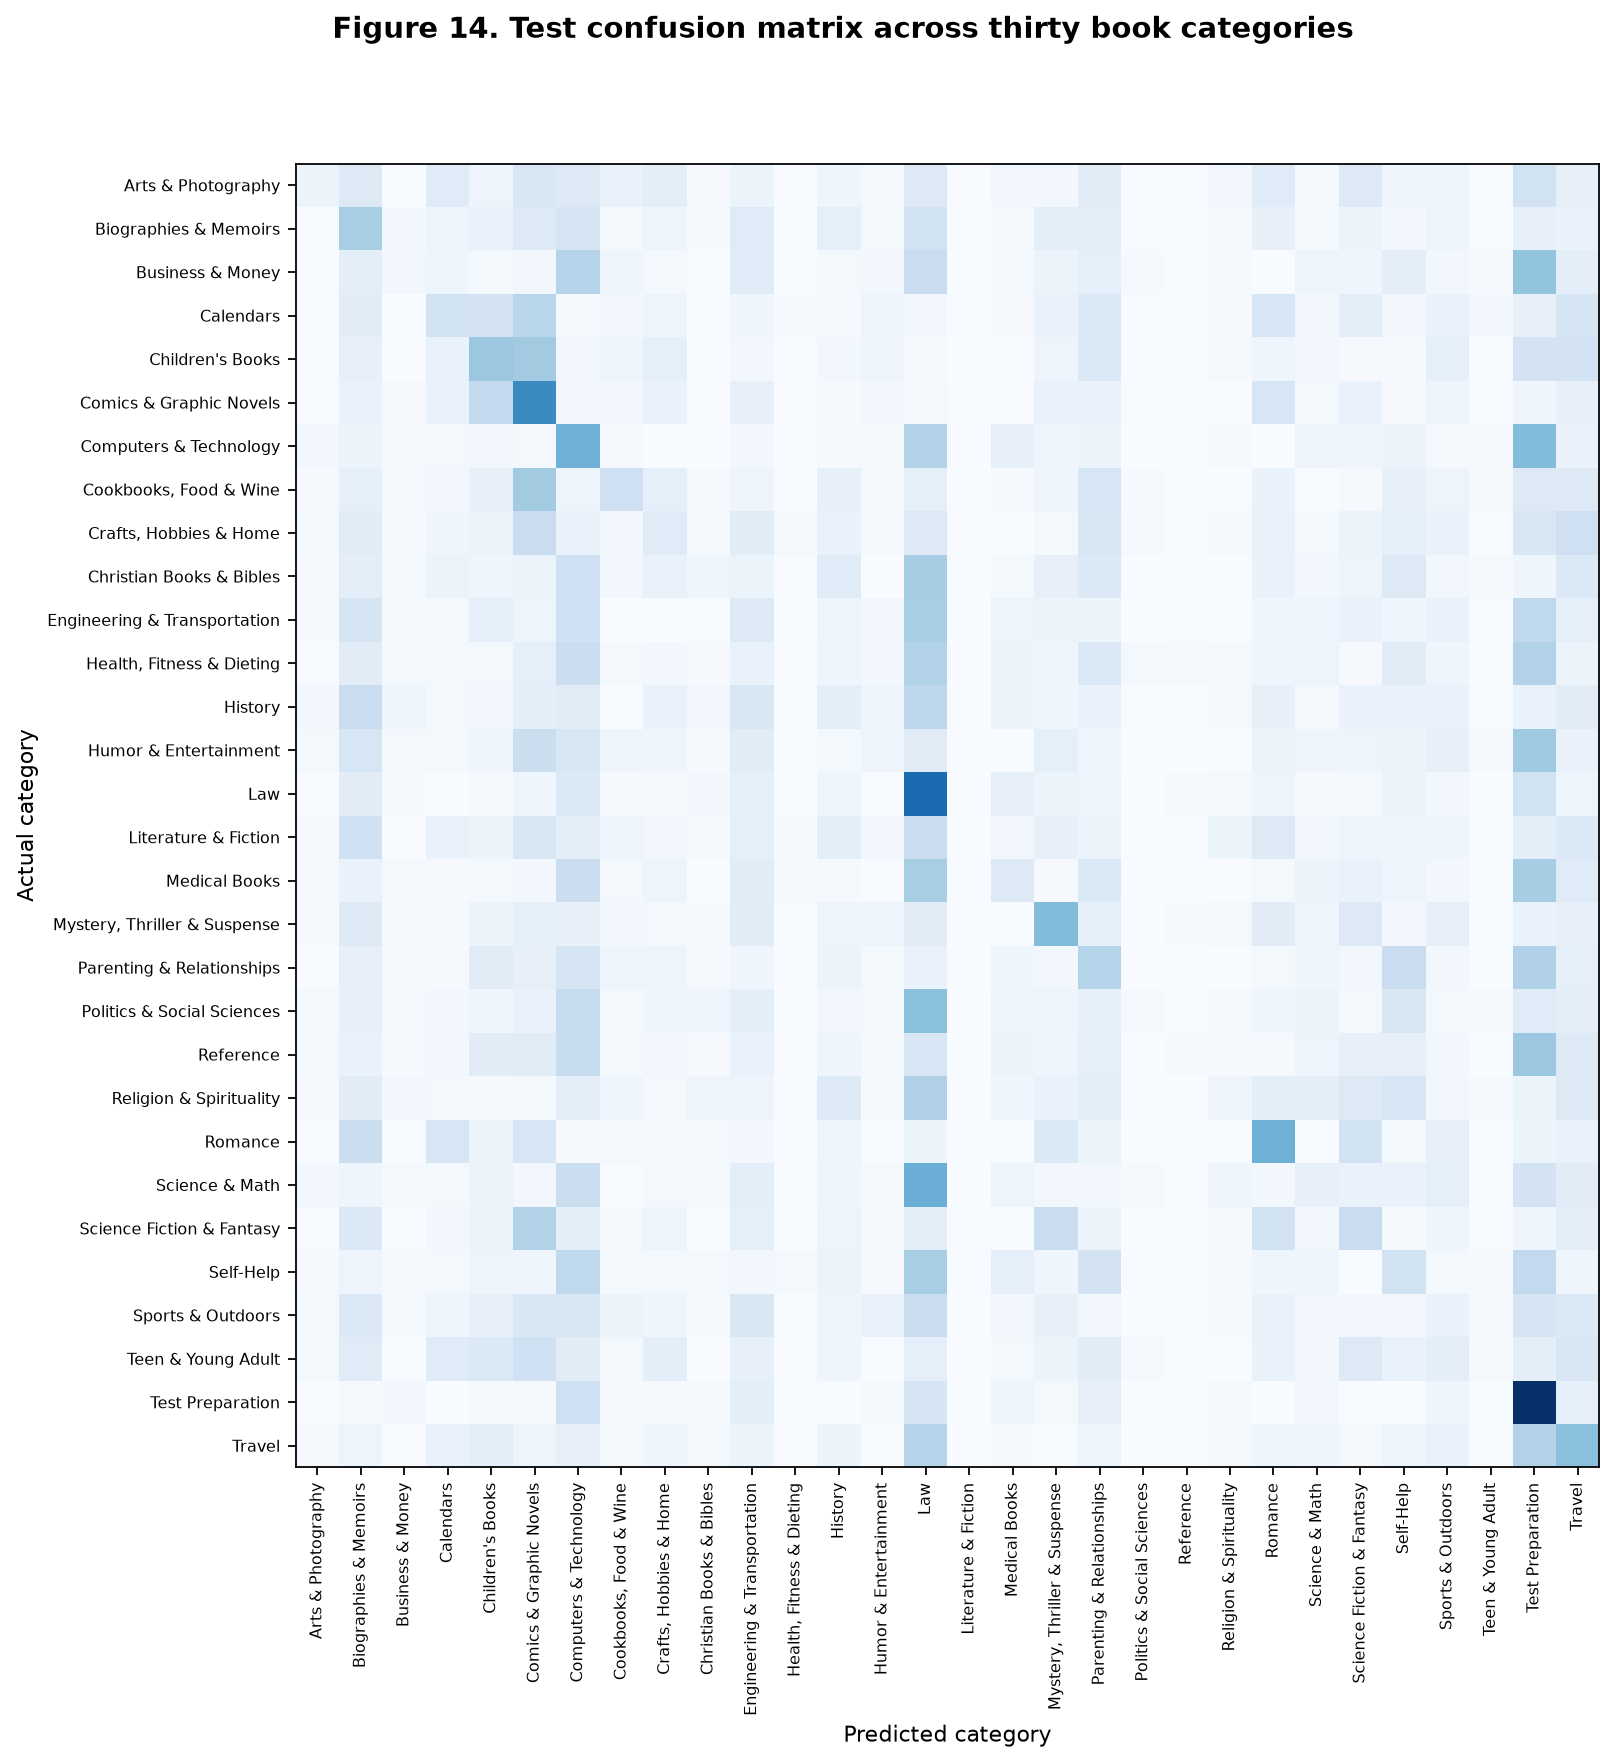 Figure 14. Test confusion matrix across thirty book categories
Actual category
Arts & Photography
Biographies & Memoirs
Business & Money
Calendars
Children's Books
Comics & Graphic Novels
Computers & Technology
Cookbooks, Food & Wine
Crafts, Hobbies & Home
Christian Books & Bibles
Engineering & Transportation
Health, Fitness & Dieting
History
Humor & Entertainment
Law
Literature & Fiction
Medical Books
Mystery, Thriller & Suspense
Parenting & Relationships
Politics & Social Sciences
Reference
Religion & Spirituality
Romance
Science & Math
Science Fiction & Fantasy
Self-Help
Sports & Outdoors
Teen & Young Adult
Test Preparation
Travel
Arts & Photography
Biographies & Memoirs
Business & Money
Calendars
Children's Books
Comics & Graphic Novels
Computers & Technology
Cookbooks, Food & Wine
Crafts, Hobbies & Home
Christian Books & Bibles
Engineering & Transportation
Health, Fitness & Dieting
History
Humor & Entertainment
Law
Literature & Fiction
Medical Books
Mystery, Thriller & Suspense
Parenting & Relationships
Politics & Social Sciences
Reference
Religion & Spirituality
Romance
Science & Math
Science Fiction & Fantasy
Self-Help
Sports & Outdoors
Teen & Young Adult
Test Preparation
Travel
Predicted category